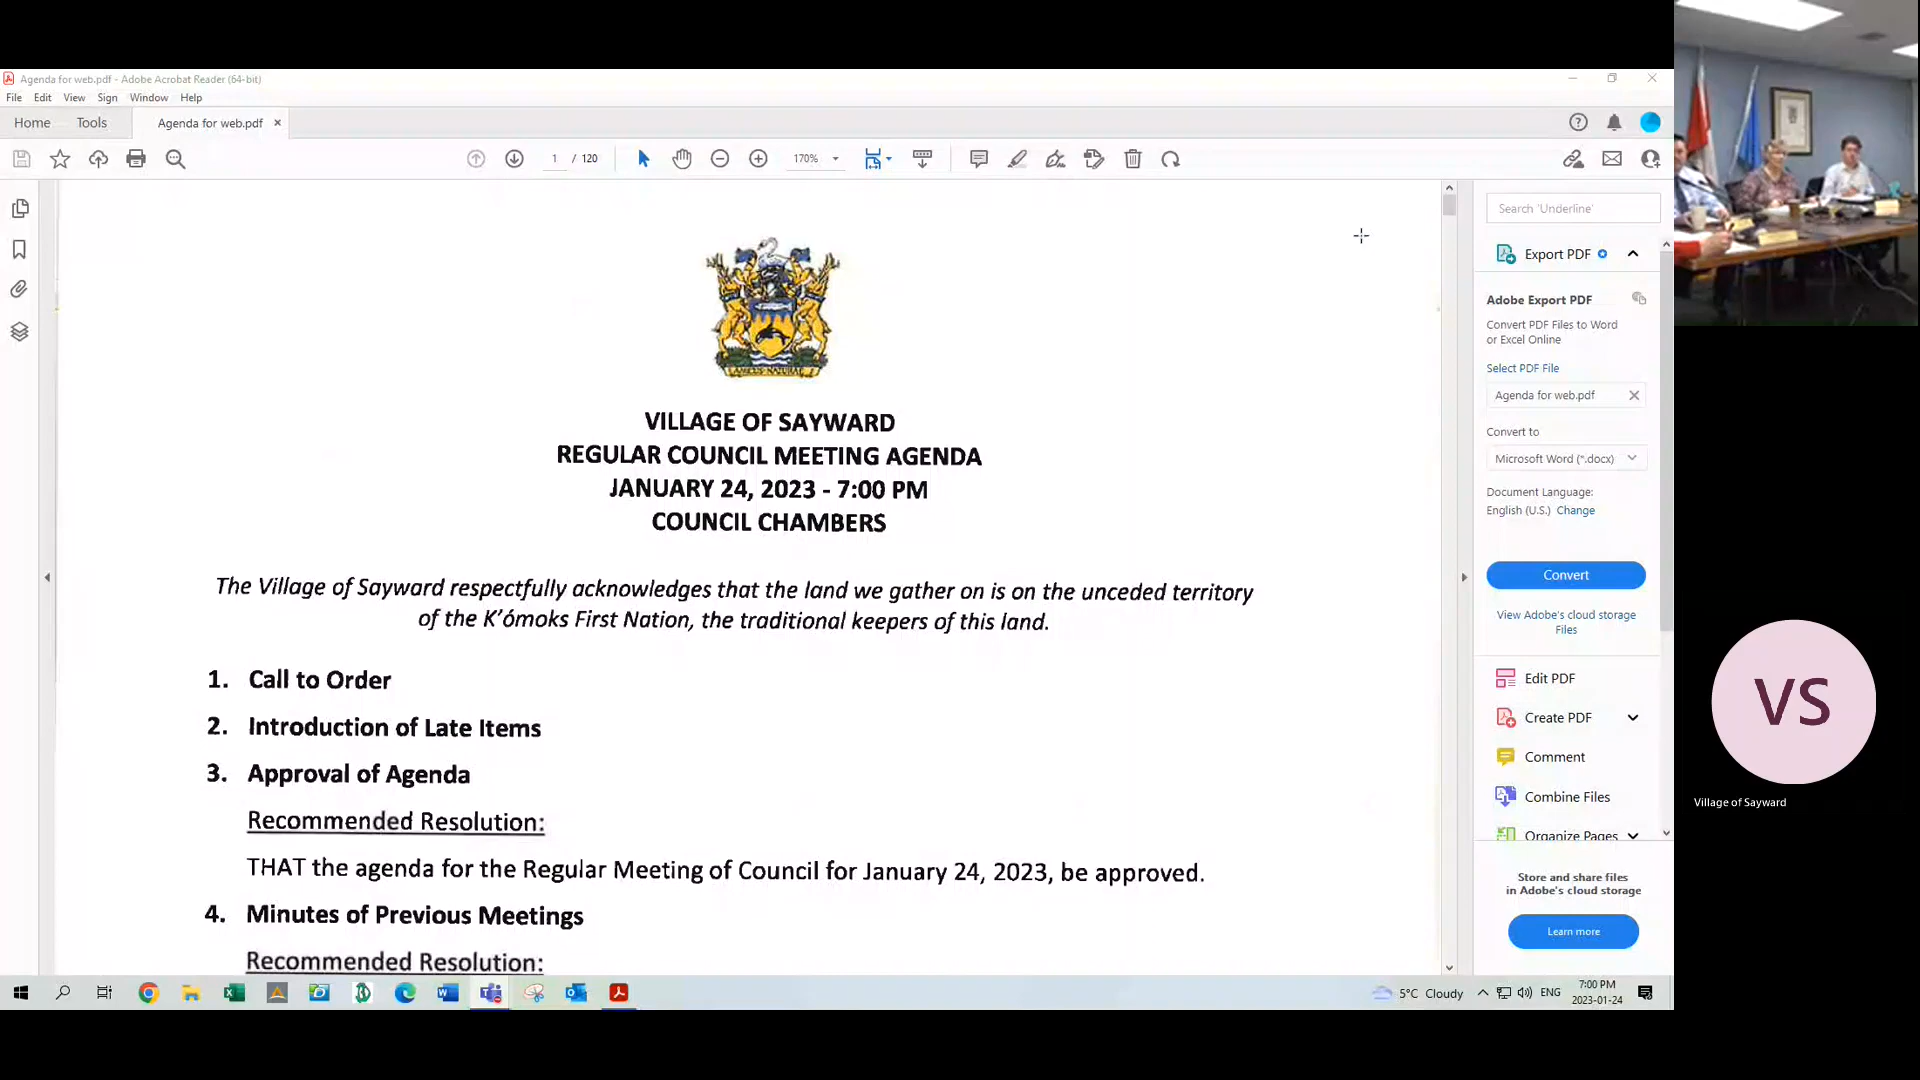 Agenda for web.pdf - Adobe Acrobat Reader (64-bit)
File Edit View Sign Window Help
Home Tools Agenda for web.pdf
1 / 120 170%
VILLAGE OF SAYWARD
REGULAR COUNCIL MEETING AGENDA
JANUARY 24, 2023 - 7:00 PM
COUNCIL CHAMBERS
The Village of Sayward respectfully acknowledges that the land we gather on is on the unceded territory
of the K'ómoks First Nation, the traditional keepers of this land.
1. Call to Order
2. Introduction of Late Items
3. Approval of Agenda
Recommended Resolution:
THAT the agenda for the Regular Meeting of Council for January 24, 2023, be approved.
4. Minutes of Previous Meetings
Recommended Resolution:
Search 'Underline'
Export PDF
Adobe Export PDF
Convert PDF Files to Word
or Excel Online
Select PDF File
Agenda for web.pdf
Convert to
Microsoft Word (*.docx)
Document Language:
English (U.S.) Change
Convert
View Adobe's cloud storage
Files
Edit PDF
Create PDF
Comment
Combine Files
Organize Pages
Store and share files
in Adobe's cloud storage
Learn more
VS
Village of Sayward
5°C Cloudy
ENG
7:00 PM
2023-01-24